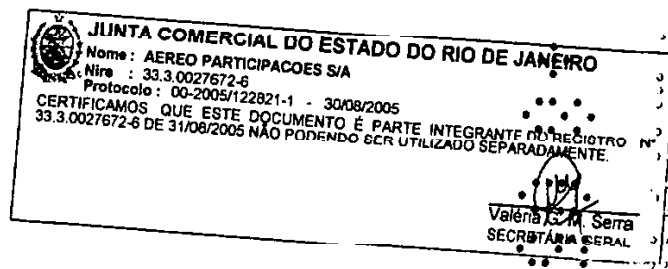 JUNTA COMERCIAL DO ESTADO DO RIO DE JANEIRO
Nome : AEREO PARTICIPACOES S/A
Nire : 33.3.0027672-6
Protocolo : 00-2005/122821-1 - 30/08/2005
CERTIFICAMOS QUE ESTE DOCUMENTO É PARTE INTEGRANTE DO REGISTRO Nº
33.3.0027672-6 DE 31/08/2005 NÃO PODENDO SER UTILIZADO SEPARADAMENTE.
Valéria G. M. Serra
SECRETÁRIA GERAL